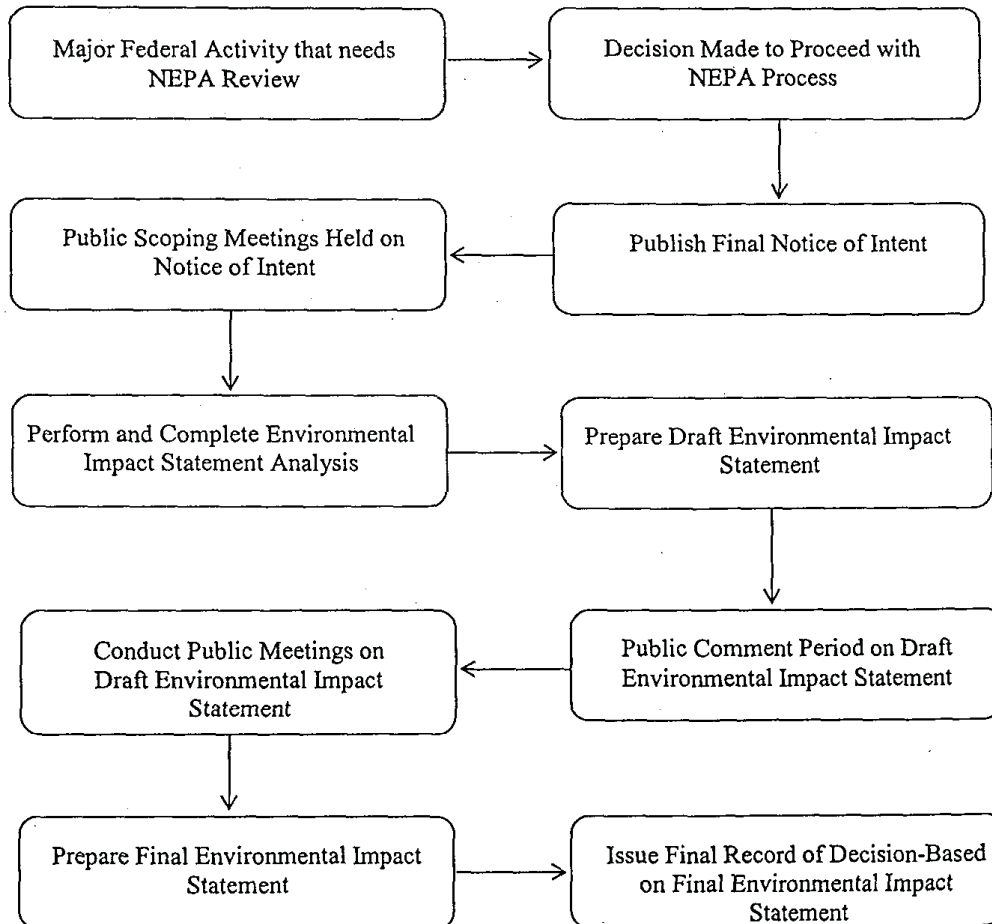 Major Federal Activity that needs
NEPA Review
Decision Made to Proceed with
NEPA Process
Publish Final Notice of Intent
Public Scoping Meetings Held on
Notice of Intent
Perform and Complete Environmental
Impact Statement Analysis
Prepare Draft Environmental Impact
Statement
Public Comment Period on Draft
Environmental Impact Statement
Conduct Public Meetings on
Draft Environmental Impact
Statement
Prepare Final Environmental Impact
Statement
Issue Final Record of Decision-Based
on Final Environmental Impact
Statement